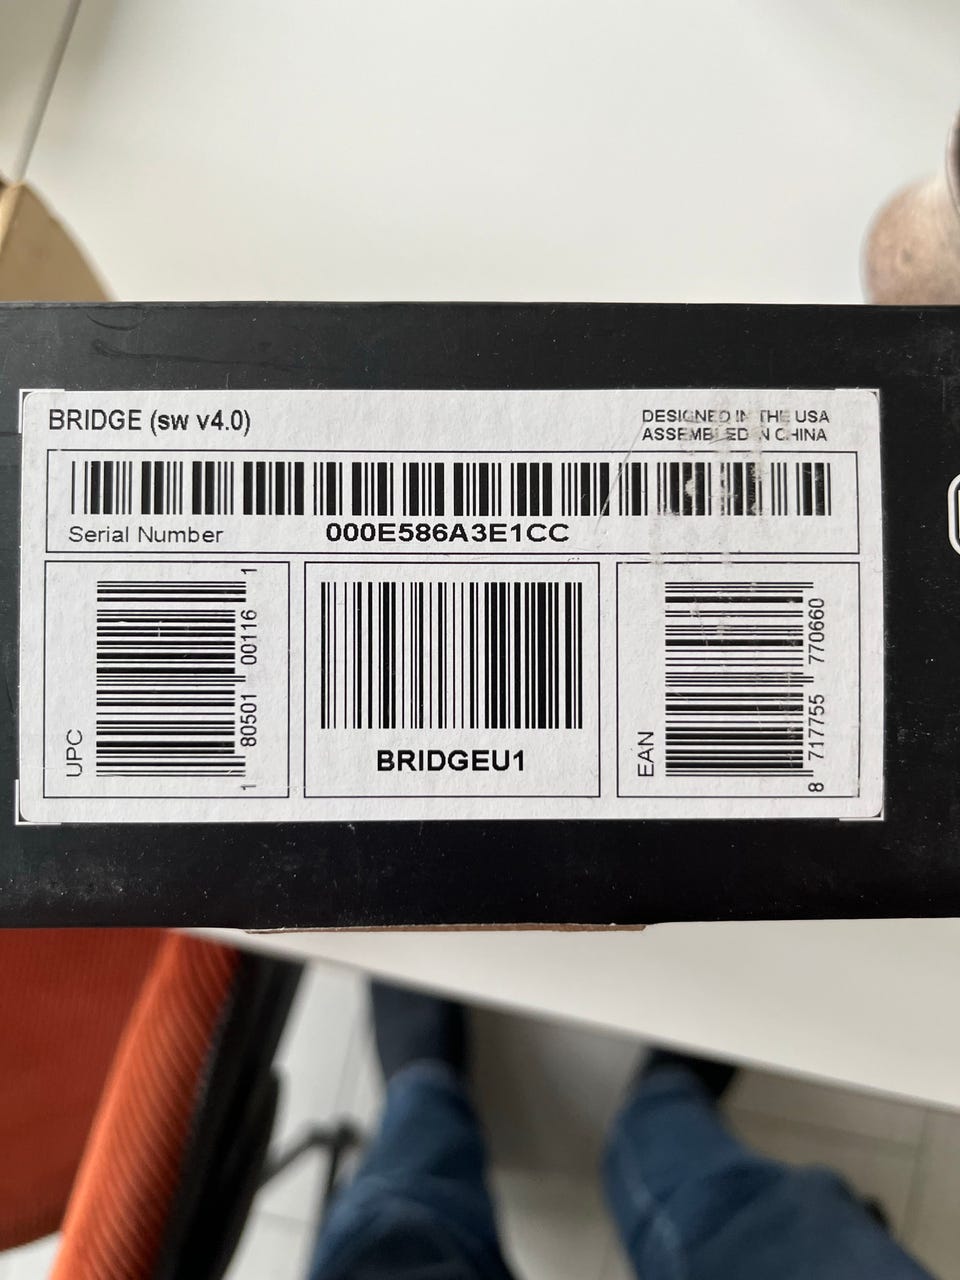 BRIDGE (sw v4.0)
DESIGNED IN THE USA
ASSEMBLED IN CHINA
Serial Number 000E586A3E1CC
UPC
1 80501 00116 1
BRIDGEU1
EAN
8 717755 770660